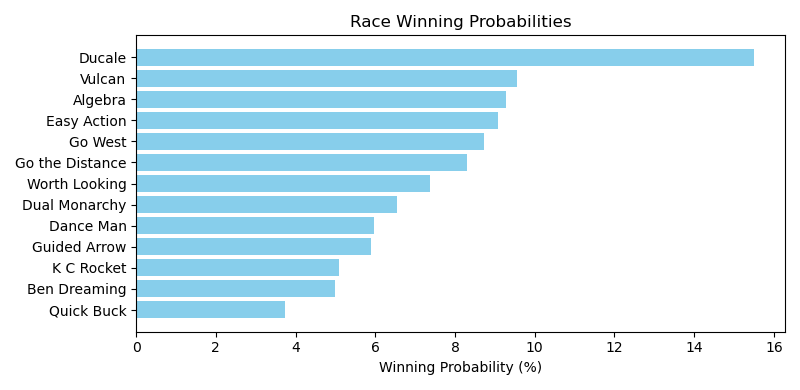 Race Winning Probabilities
Ducale
Vulcan
Algebra
Easy Action
Go West
Go the Distance
Worth Looking
Dual Monarchy
Dance Man
Guided Arrow
K C Rocket
Ben Dreaming
Quick Buck
0 2 4 6 8 10 12 14 16
Winning Probability (%)